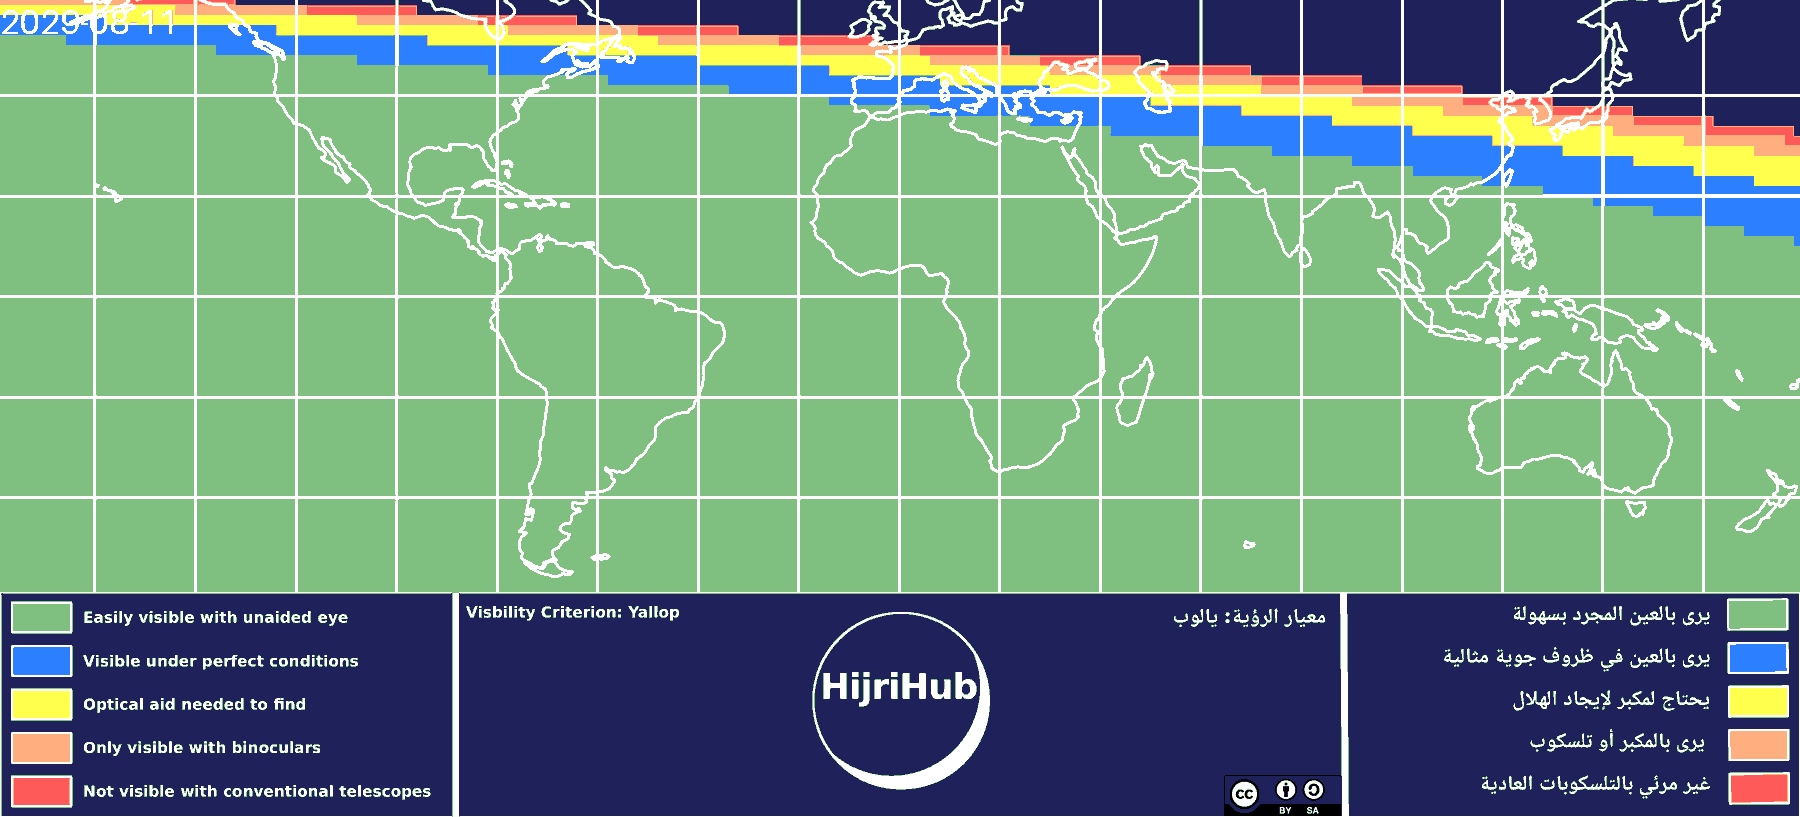 2029-08-11
Easily visible with unaided eye
Visible under perfect conditions
Optical aid needed to find
Only visible with binoculars
Not visible with conventional telescopes
Visbility Criterion: Yallop
معيار الرؤية: يالوب
HijriHub
cc
BY SA
يرى بالعين المجرد بسهولة
يرى بالعين في ظروف جوية مثالية
يحتاج لمكبر لإيجاد الهلال
يرى بالمكبر أو تلسكوب
غير مرئي بالتلسكوبات العادية